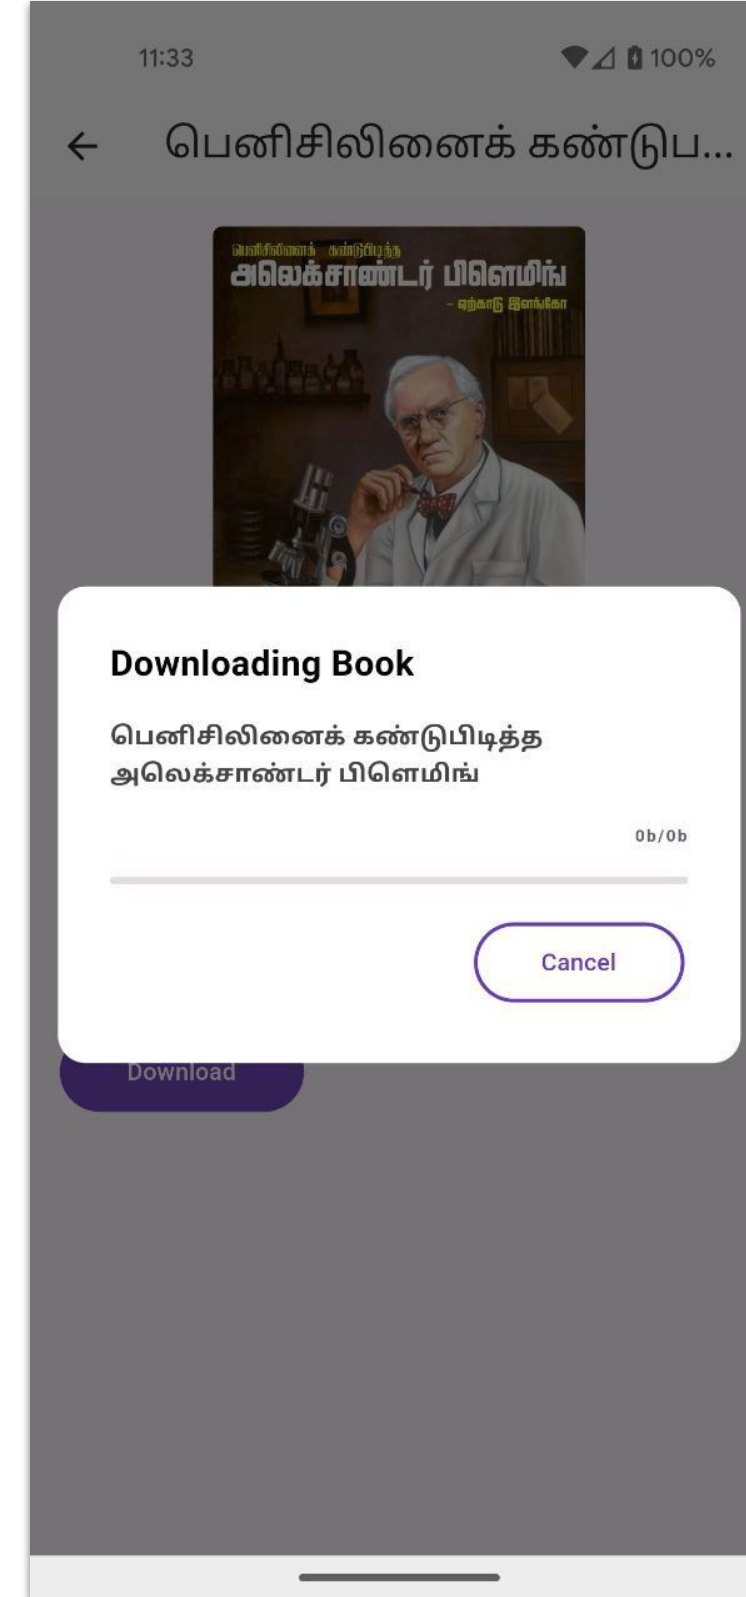 11:33
100%
பெனிசிலினைக் கண்டுப...
பெனிசிலினைக் கண்டுபிடித்த
அலெக்சாண்டர் பிளெமிங்
- ஏற்காடு இளங்கோ
Downloading Book
பெனிசிலினைக் கண்டுபிடித்த
அலெக்சாண்டர் பிளெமிங்
0b/0b
Cancel
Download